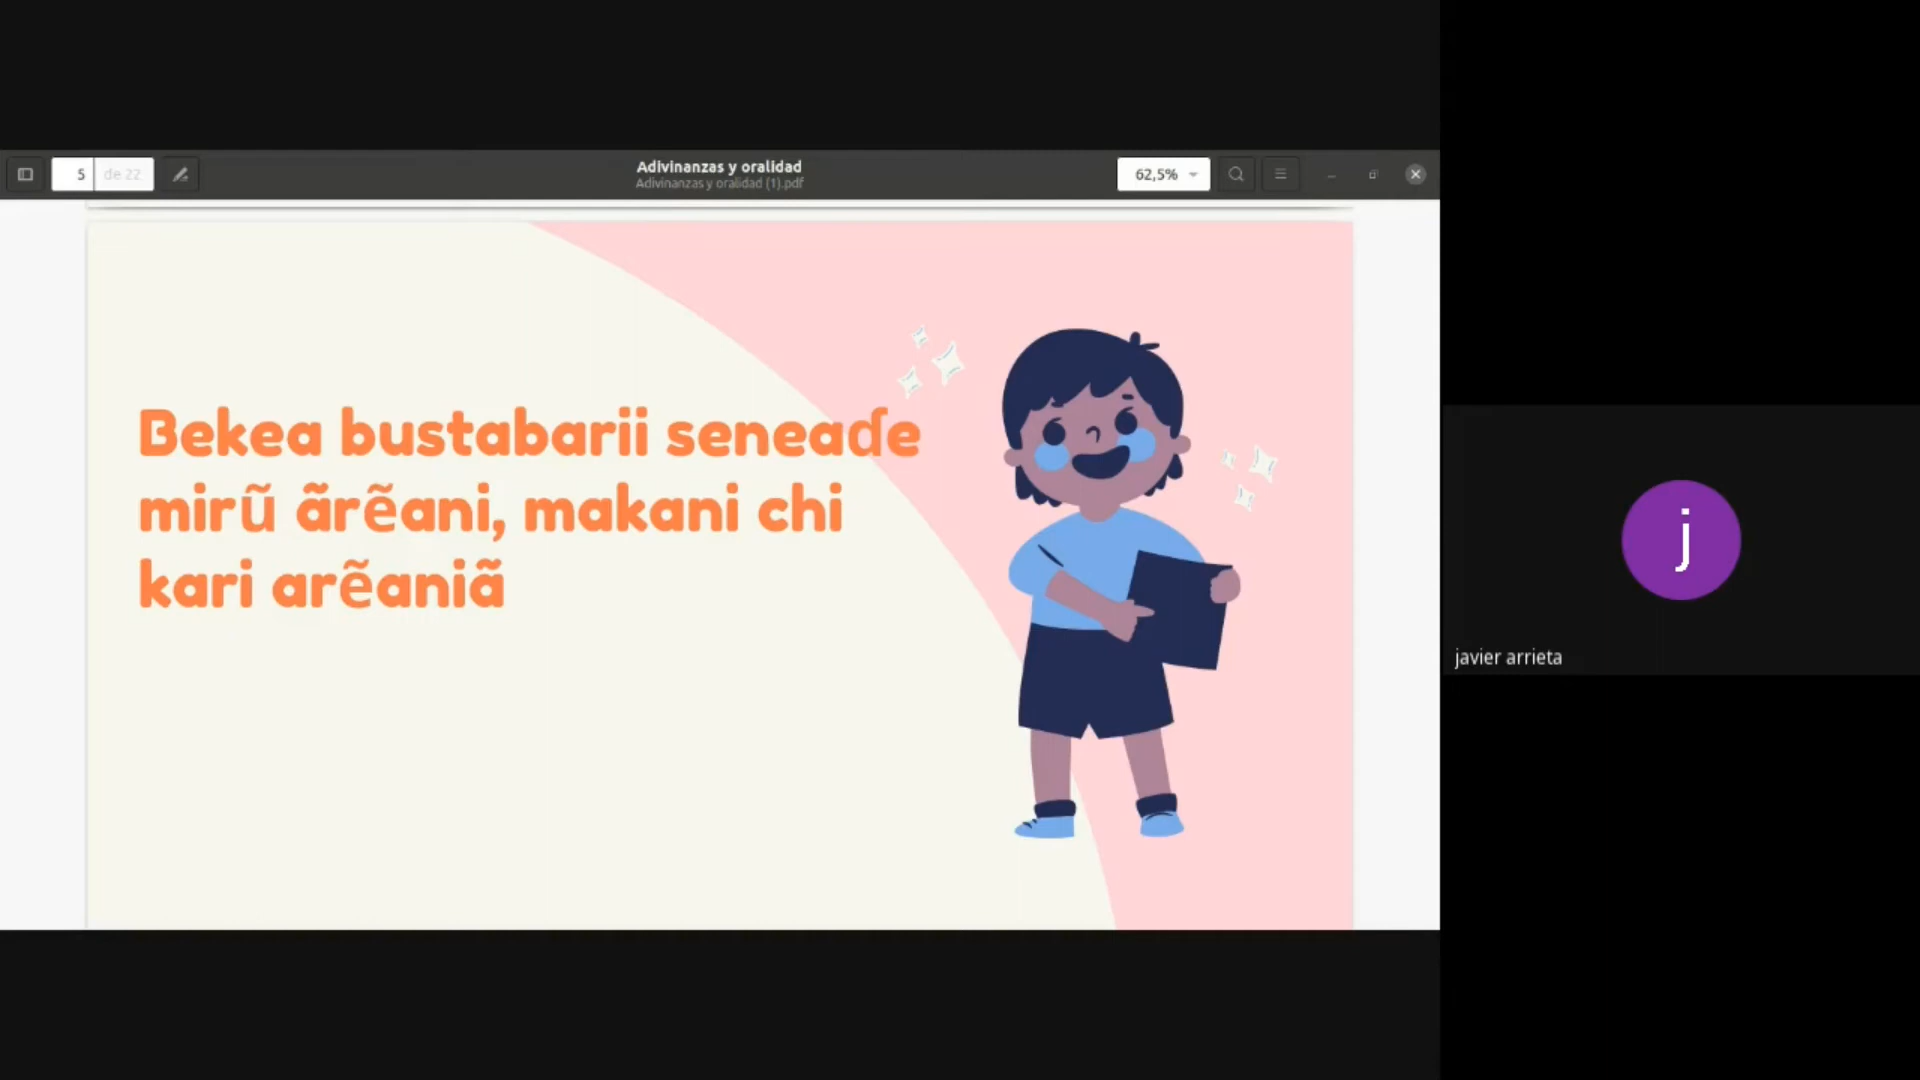 5 de 22
Adivinanzas y oralidad
Adivinanzas y oralidad (1).pdf
62,5%
Bekea bustabarii seneaɗe
mirũ ãrẽani, makani chi
kari arẽaniã
j
javier arrieta